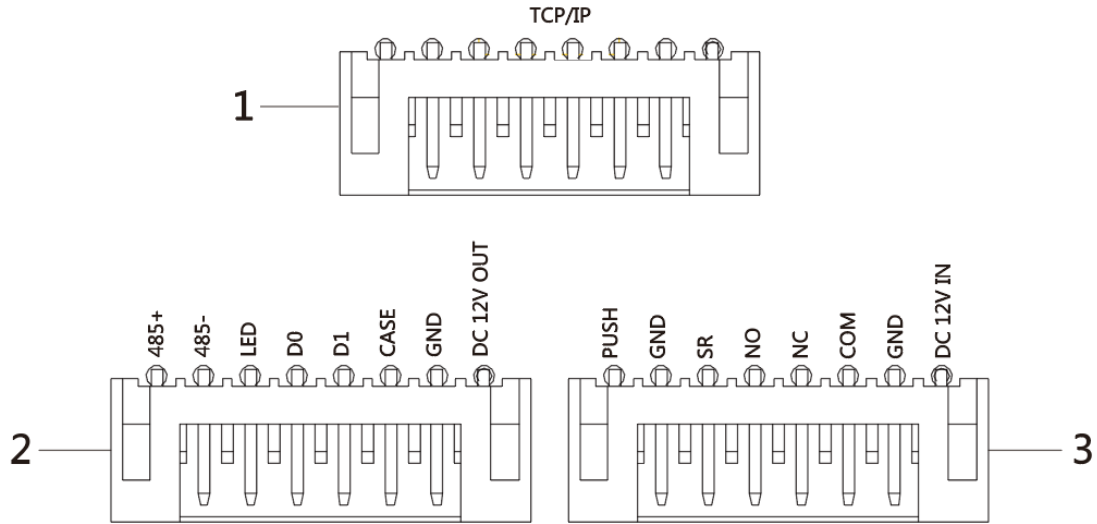 TCP/IP
1
485+
485-
LED
D0
D1
CASE
GND
DC 12V OUT
2
PUSH
GND
SR
NO
NC
COM
GND
DC 12V IN
3